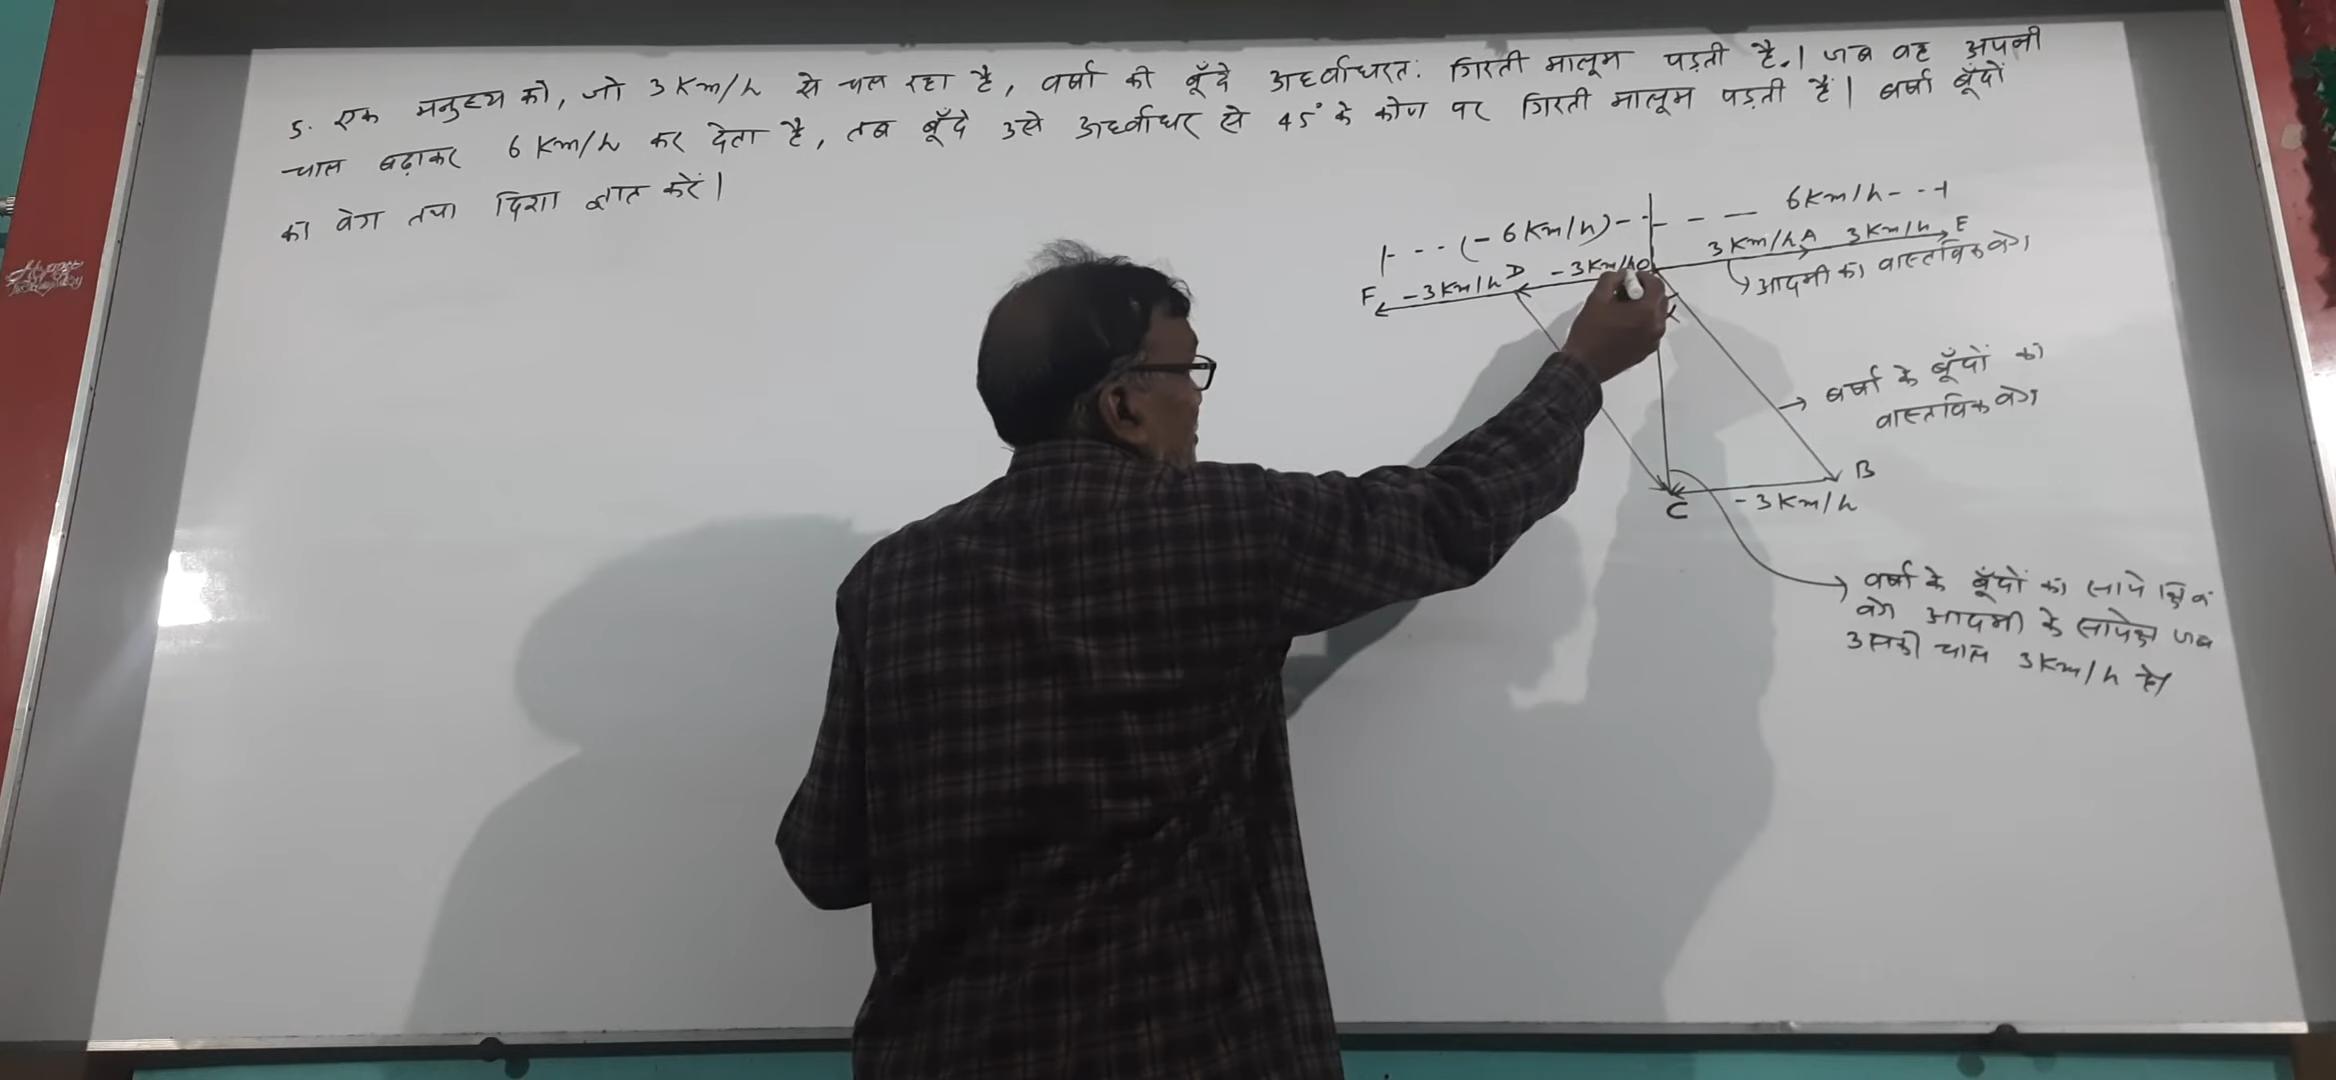 5. एक मनुष्य को, जो 3 Km/h से चल रहा है, वर्षा की बूँदे उर्ध्वाधरत: गिरती मालूम पड़ती है. | जब वह अपनी
चाल बढ़ाकर 6 Km/h कर देता है, तब बूँदे उसे उर्ध्वाधर से 45° के कोण पर गिरती मालूम पड़ती हैं | वर्षा बूँदों
का वेग तथा दिशा ज्ञात करें |
(- 6 Km/h) 6 Km/h
F - 3 Km/h D - 3 Km/h O 3 Km/h A 3 Km/h E
आदमी का वास्तविक वेग
वर्षा के बूँदों का
वास्तविक वेग
B
C - 3 Km/h
वर्षा के बूँदों का
वेग आदमी के सापेक्ष जब
उसकी चाल 3 Km/h है